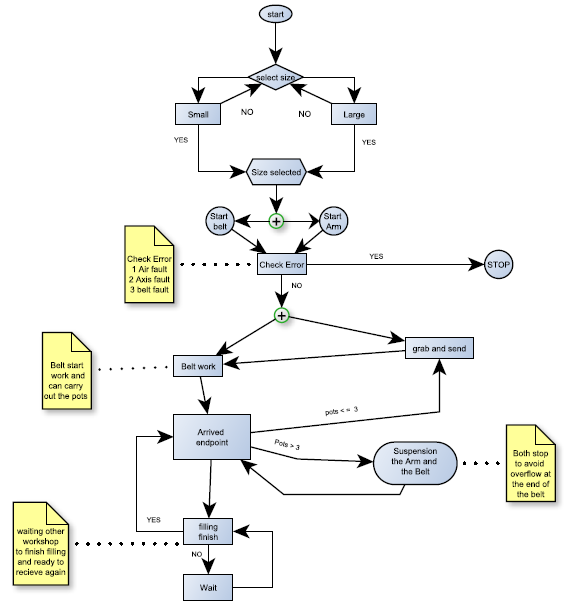 start
select size
Small
NO
NO
Large
YES
YES
Size selected
Start
belt
+
Start
Arm
Check Error
1 Air fault
2 Axis fault
3 belt fault
Check Error
YES
STOP
NO
+
grab and send
Belt start
work and
can carry
out the pots
Belt work
pots <= 3
Arrived
endpoint
Pots > 3
Suspension
the Arm and
the Belt
Both stop
to avoid
overflow at
the end of
the belt
waiting other
workshop
to finish filling
and ready to
recieve again
YES
filling
finish
NO
Wait